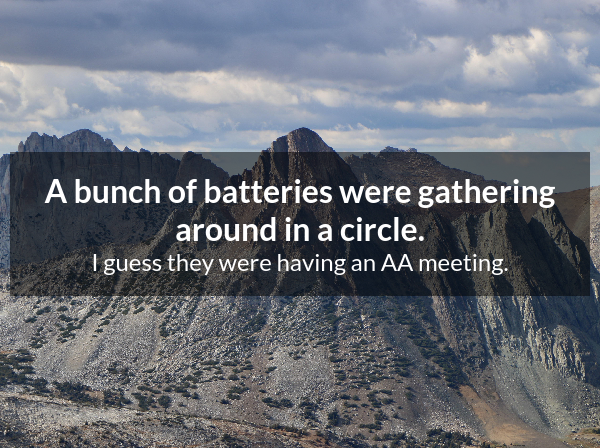 A bunch of batteries were gathering
around in a circle.
I guess they were having an AA meeting.